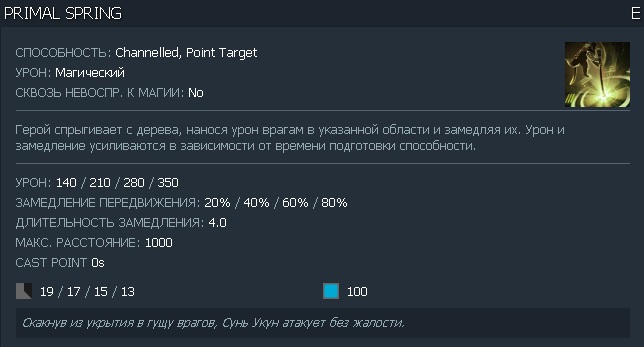 PRIMAL SPRING E
СПОСОБНОСТЬ: Channelled, Point Target
УРОН: Магический
СКВОЗЬ НЕВОСПР. К МАГИИ: No
Герой спрыгивает с дерева, нанося урон врагам в указанной области и замедляя их. Урон и
замедление усиливаются в зависимости от времени подготовки способности.
УРОН: 140 / 210 / 280 / 350
ЗАМЕДЛЕНИЕ ПЕРЕДВИЖЕНИЯ: 20% / 40% / 60% / 80%
ДЛИТЕЛЬНОСТЬ ЗАМЕДЛЕНИЯ: 4.0
МАКС. РАССТОЯНИЕ: 1000
CAST POINT 0s
19 / 17 / 15 / 13 100
Скакнув из укрытия в гущу врагов, Сунь Укун атакует без жалости.